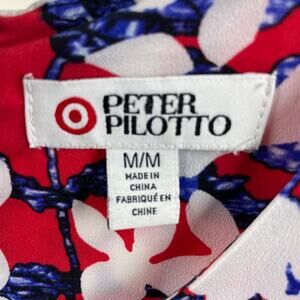 PETER
PILOTTO
M/M
MADE IN
CHINA
FABRIQUÉ EN
CHINE